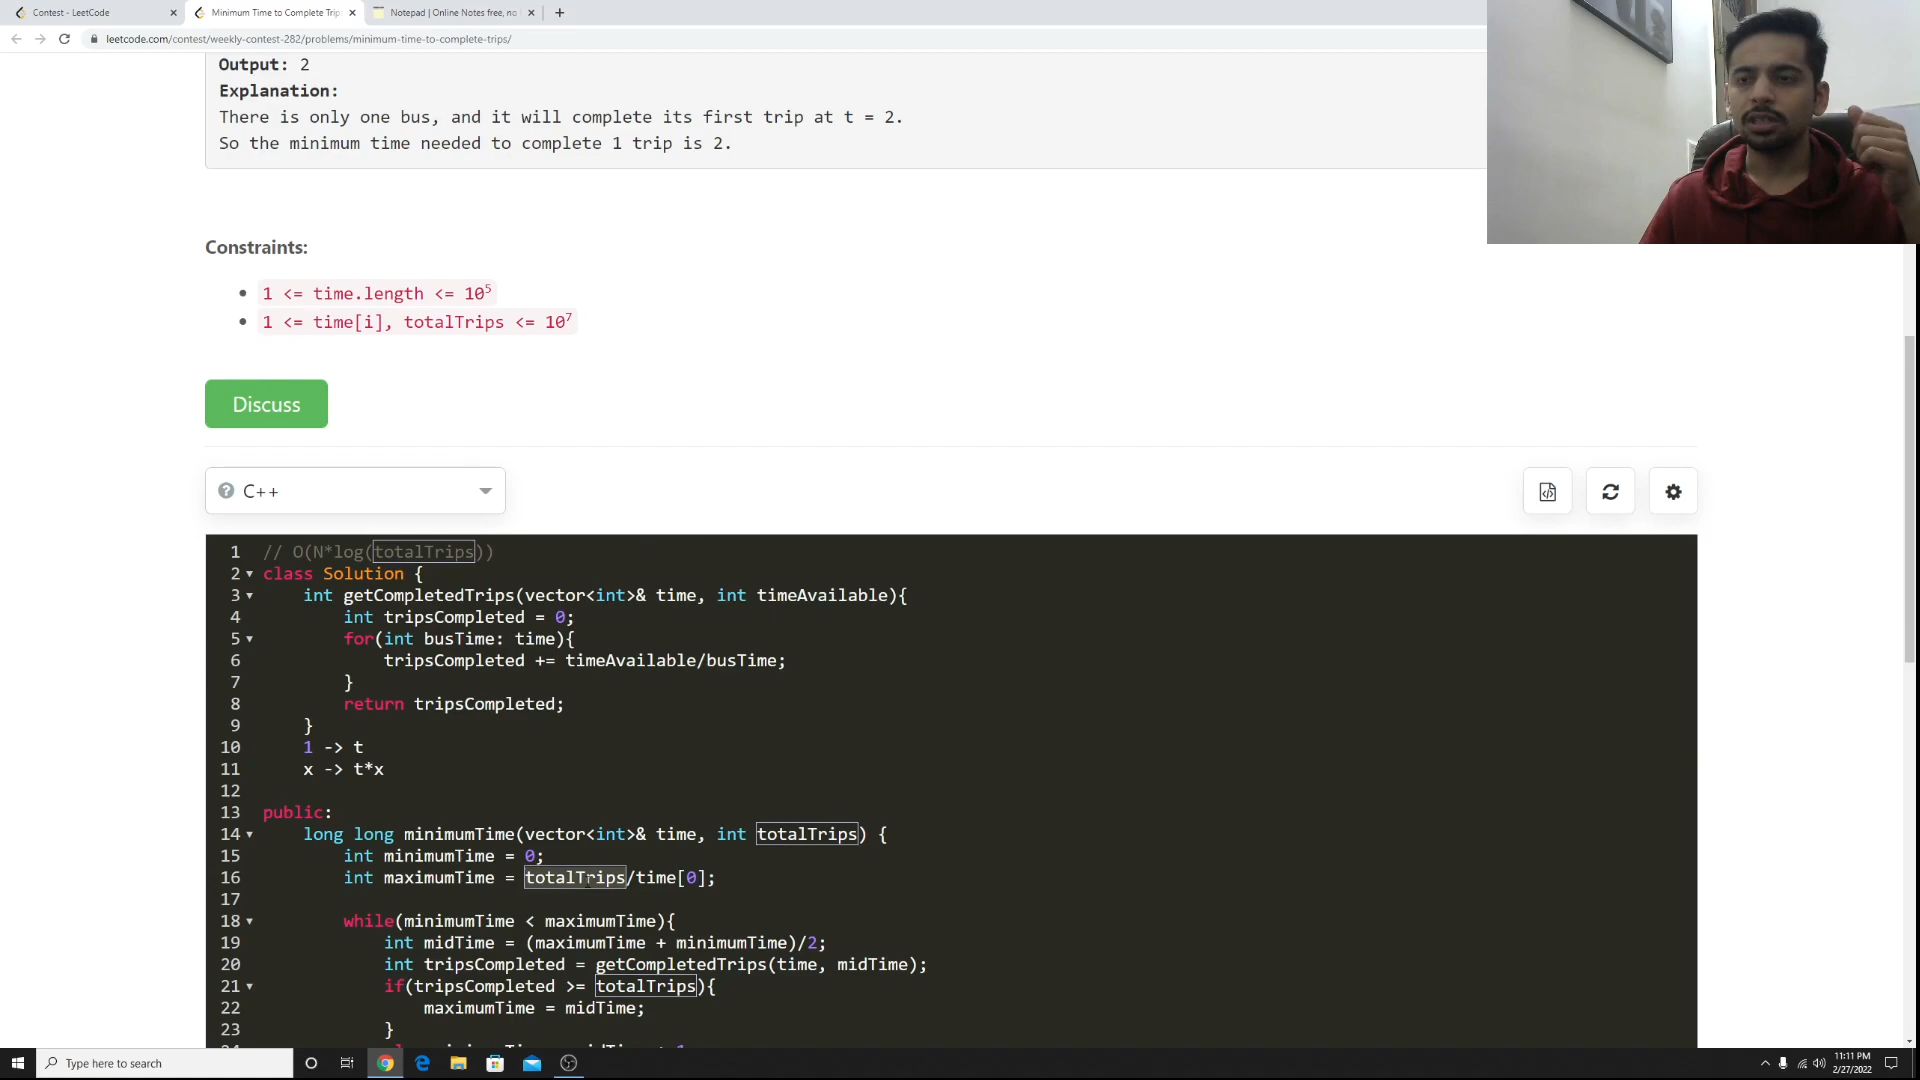 Contest - LeetCode
Minimum Time to Complete Trip
Notepad | Online Notes free, no
leetcode.com/contest/weekly-contest-282/problems/minimum-time-to-complete-trips/
Output: 2
Explanation:
There is only one bus, and it will complete its first trip at t = 2.
So the minimum time needed to complete 1 trip is 2.
Constraints:
1 <= time.length <= 10⁵
1 <= time[i], totalTrips <= 10⁷
Discuss
C++
1 // O(N*log(totalTrips))
2 class Solution {
3 int getCompletedTrips(vector<int>& time, int timeAvailable){
4 int tripsCompleted = 0;
5 for(int busTime: time){
6 tripsCompleted += timeAvailable/busTime;
7 }
8 return tripsCompleted;
9 }
10 1 -> t
11 x -> t*x
12
13 public:
14 long long minimumTime(vector<int>& time, int totalTrips) {
15 int minimumTime = 0;
16 int maximumTime = totalTrips/time[0];
17
18 while(minimumTime < maximumTime){
19 int midTime = (maximumTime + minimumTime)/2;
20 int tripsCompleted = getCompletedTrips(time, midTime);
21 if(tripsCompleted >= totalTrips){
22 maximumTime = midTime;
23 }
Type here to search
11:11 PM
2/27/2022